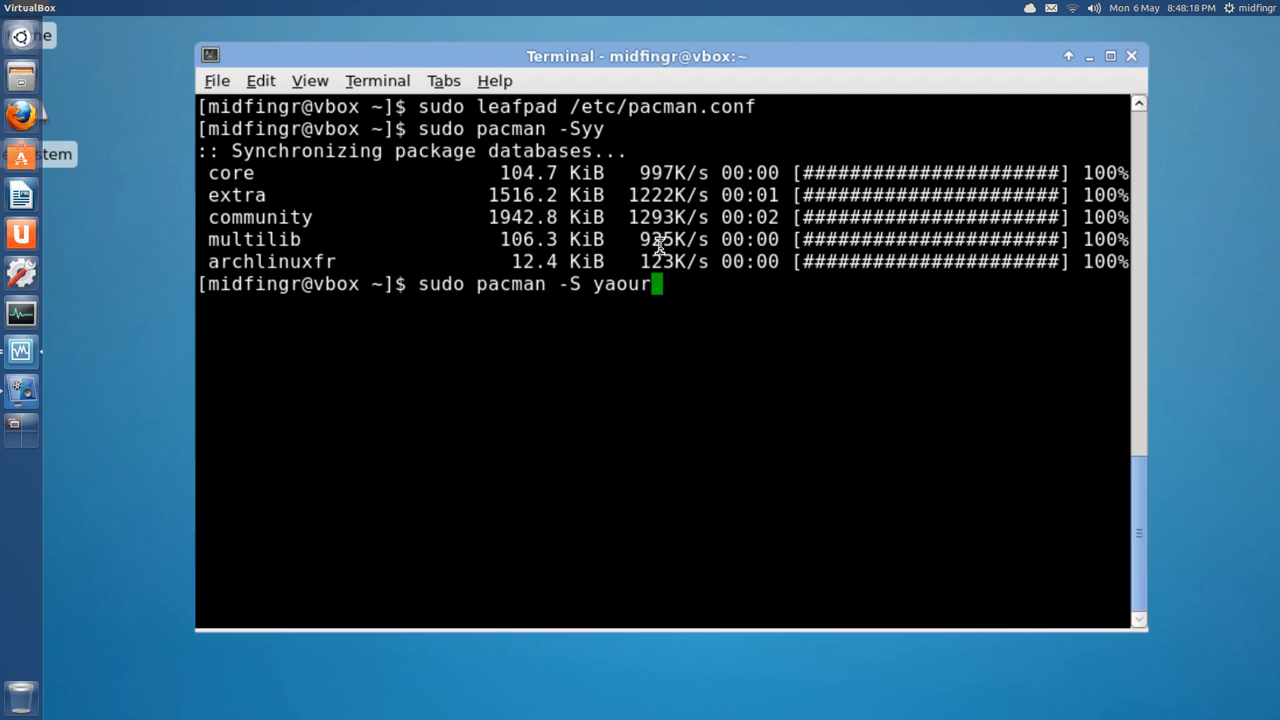 VirtualBox
Mon 6 May 8:48:18 PM midfingr
Terminal - midfingr@vbox:~
File Edit View Terminal Tabs Help
[midfingr@vbox ~]$ sudo leafpad /etc/pacman.conf
[midfingr@vbox ~]$ sudo pacman -Syy
:: Synchronizing package databases...
core 104.7 KiB 997K/s 00:00 [######################] 100%
extra 1516.2 KiB 1222K/s 00:01 [######################] 100%
community 1942.8 KiB 1293K/s 00:02 [######################] 100%
multilib 106.3 KiB 00:00 [######################] 100%
archlinuxfr 12.4 KiB 123K/s 00:00 [######################] 100%
[midfingr@vbox ~]$ sudo pacman -S yaour